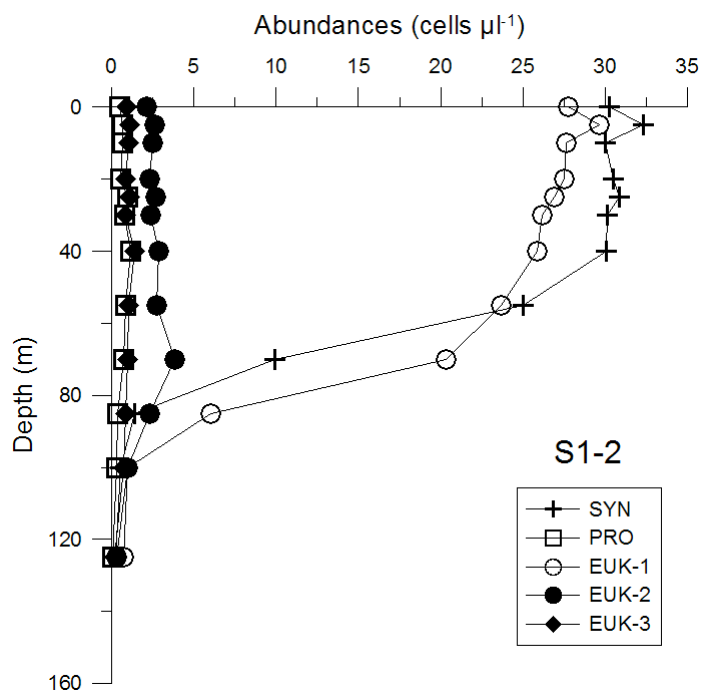 Abundances (cells µl-1)
0 5 10 15 20 25 30 35
0
40
80
120
160
Depth (m)
S1-2
SYN
PRO
EUK-1
EUK-2
EUK-3